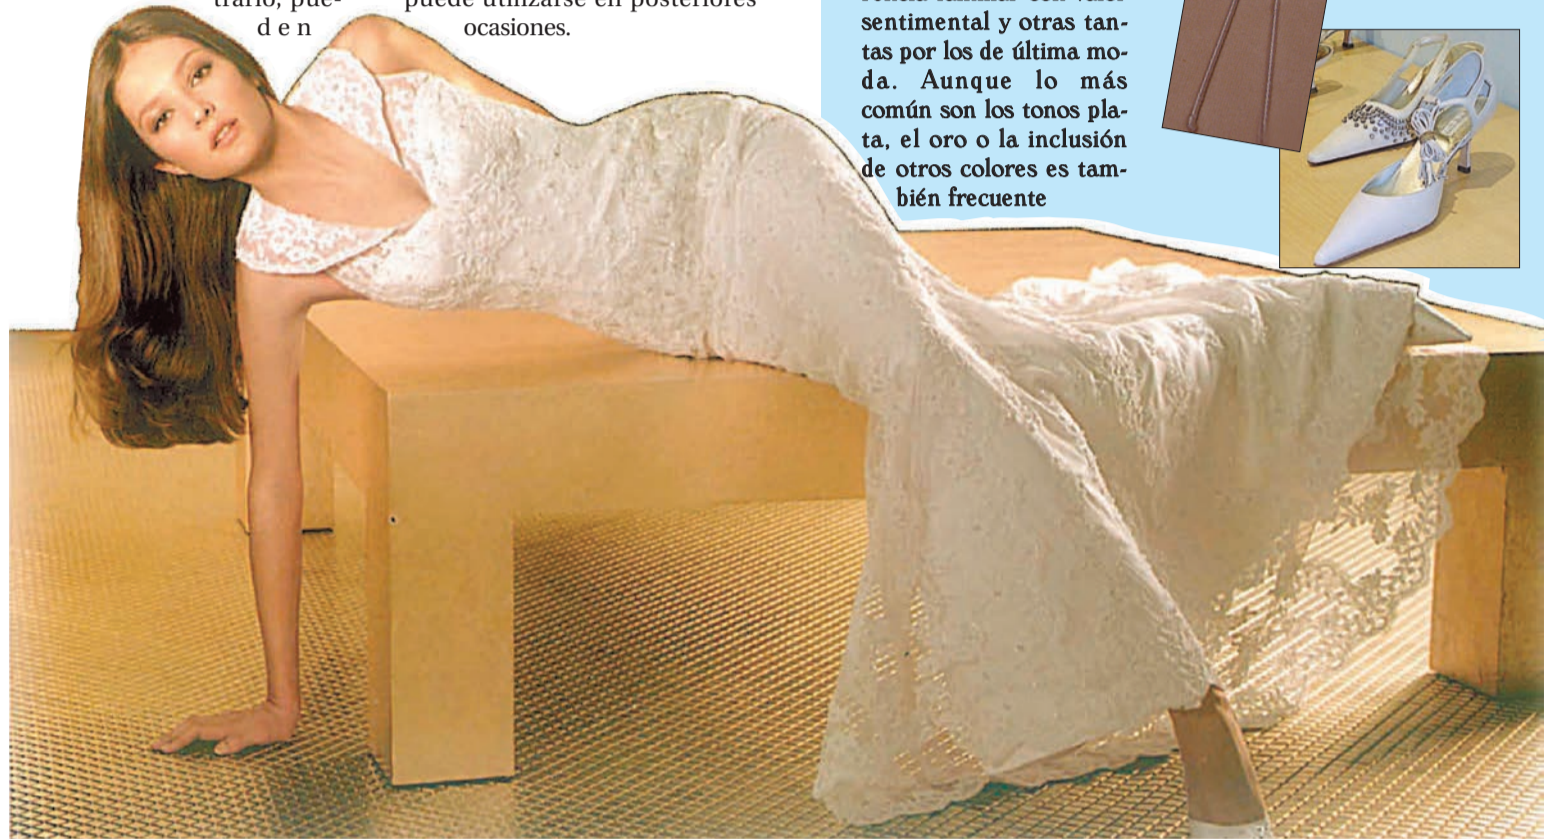 trario, pue-
d e n
puede utilizarse en posteriores
ocasiones.
sentimental y otras tan-
tas por los de última mo-
da. Aunque lo más
común son los tonos pla-
ta, el oro o la inclusión
de otros colores es tam-
bién frecuente